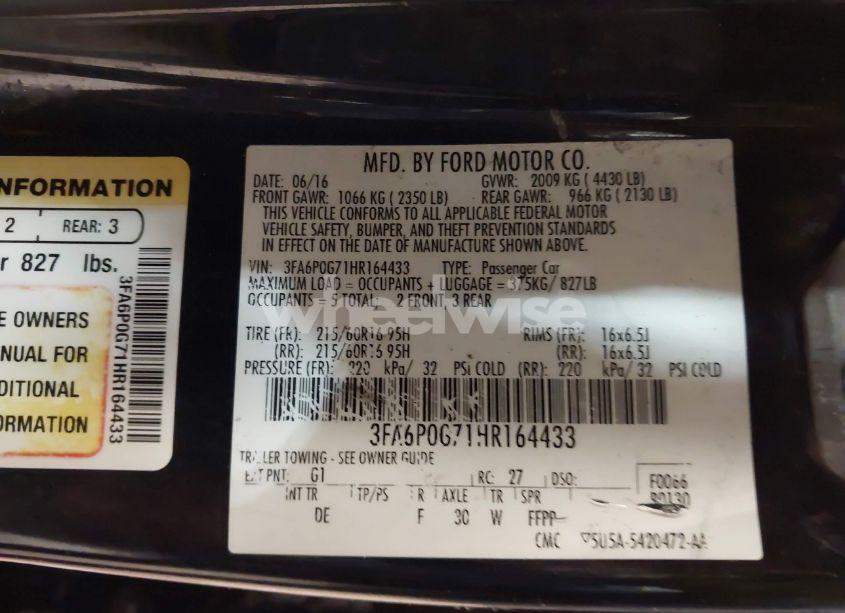 NFORMATION
2 REAR: 3
r 827 lbs.
E OWNERS
NUAL FOR
DITIONAL
ORMATION
3FA6P0G71HR164433
MFD. BY FORD MOTOR CO.
DATE: 06/16 GVWR: 2009 KG ( 4430 LB)
FRONT GAWR: 1066 KG ( 2350 LB) REAR GAWR: 966 KG ( 2130 LB)
THIS VEHICLE CONFORMS TO ALL APPLICABLE FEDERAL MOTOR
VEHICLE SAFETY, BUMPER, AND THEFT PREVENTION STANDARDS
IN EFFECT ON THE DATE OF MANUFACTURE SHOWN ABOVE.
VIN: 3FA6P0G71HR164433 TYPE: Passenger Car
MAXIMUM LOAD = OCCUPANTS + LUGGAGE = 375KG/ 827LB
OCCUPANTS = 5 TOTAL: 2 FRONT, 3 REAR
wheelwise
TIRE (FR): 215/60R16 95H RIMS (FR): 16x6.5J
(RR): 215/60R16 95H (RR): 16x6.5J
PRESSURE (FR): 220 kPa/ 32 PSI COLD (RR): 220 kPa/ 32 PSI COLD
3FA6P0G71HR164433
TRAILER TOWING - SEE OWNER GUIDE
EXT PNT: G1 RC: 27 DSO: F0066
INT TR TP/PS R AXLE TR SPR
DE F 30 W FFPP
CMC 5U5A-5420472-AA